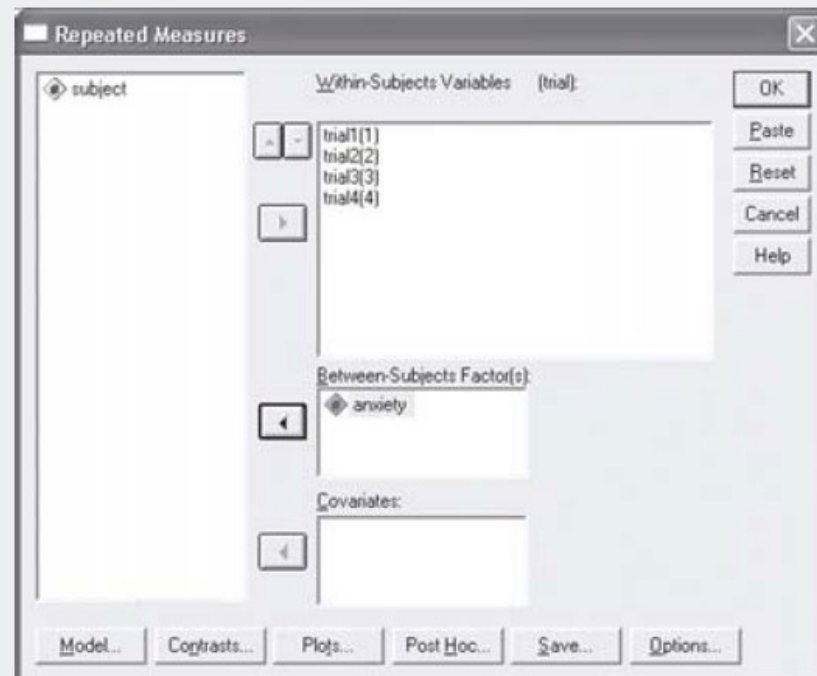 Repeated Measures
subject
Within-Subjects Variables (trial):
trial1(1)
trial2(2)
trial3(3)
trial4(4)
OK
Paste
Reset
Cancel
Help
Between-Subjects Factor(s):
anxiety
Covariates:
Model... Contrasts... Plots... Post Hoc... Save... Options...